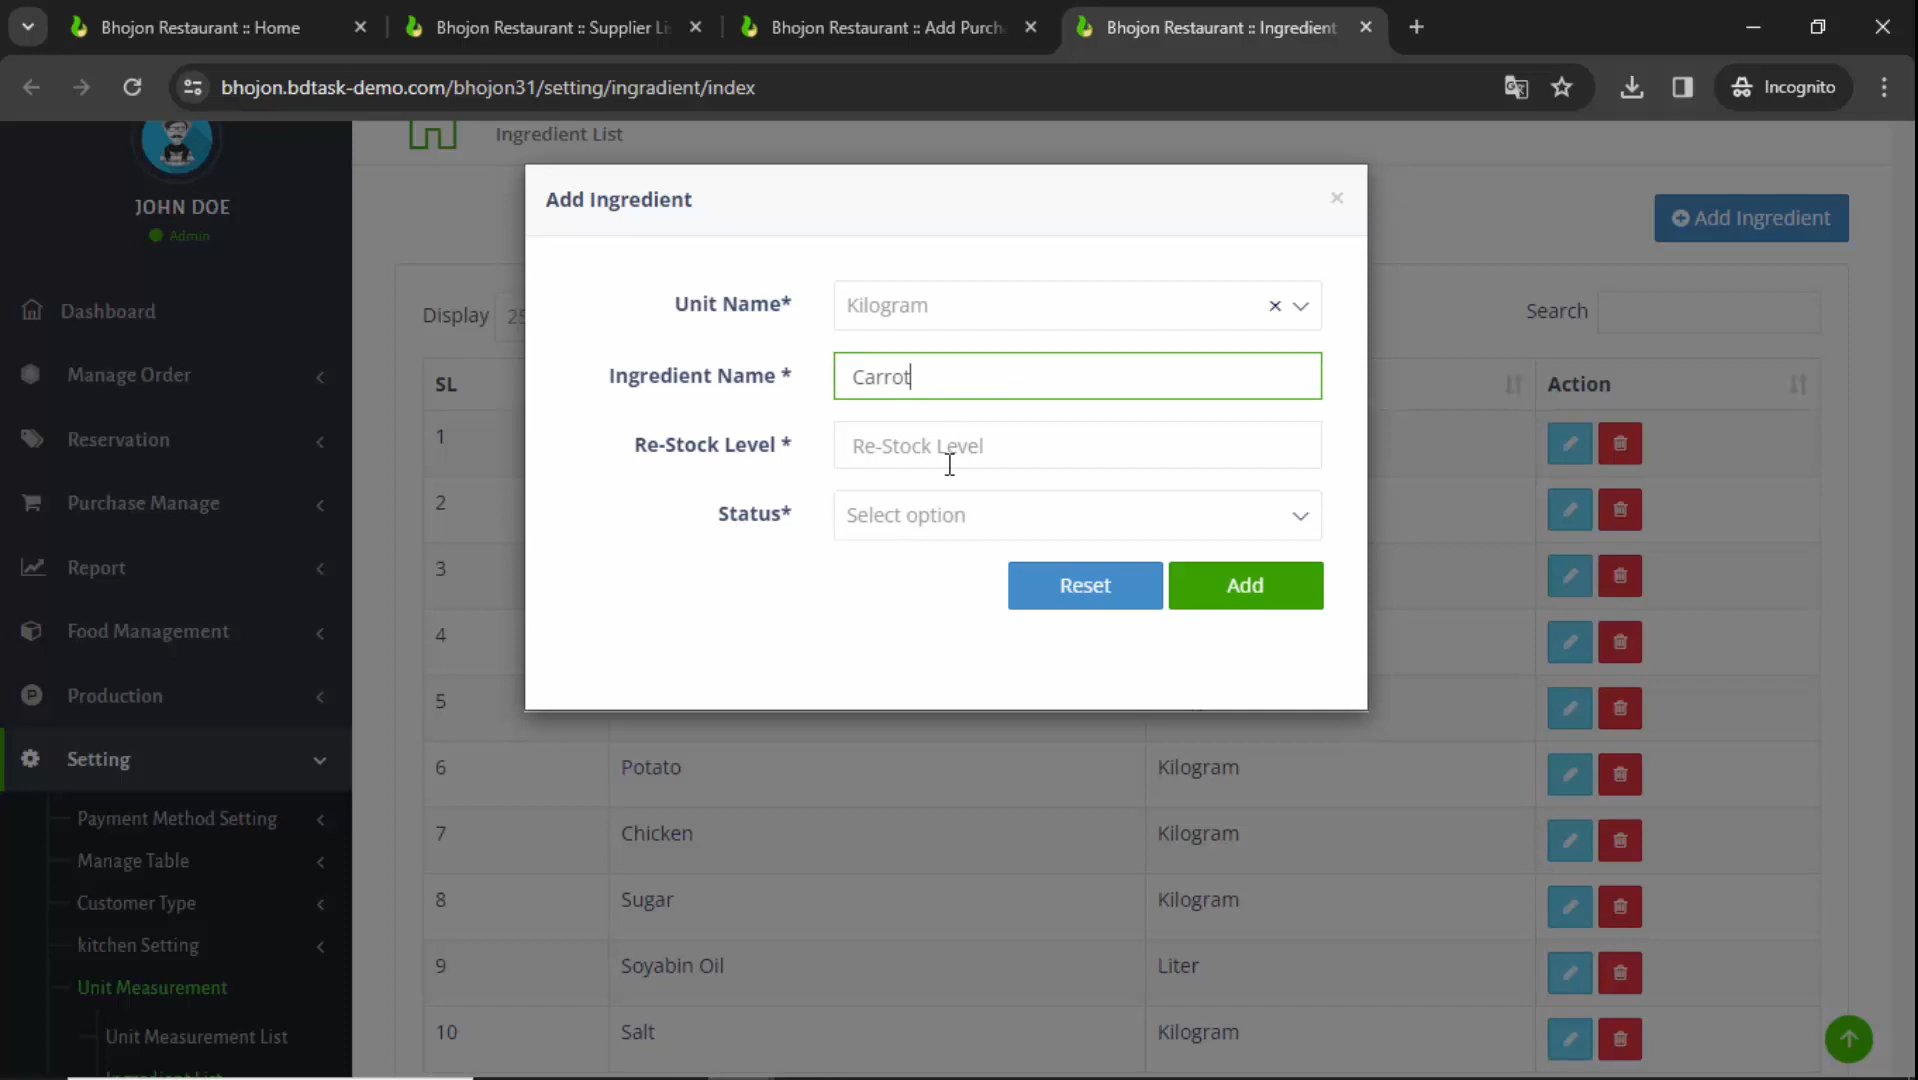 Bhojon Restaurant :: Home
Bhojon Restaurant :: Supplier Li
Bhojon Restaurant :: Add Purch
Bhojon Restaurant :: Ingredient
bhojon.bdtask-demo.com/bhojon31/setting/ingradient/index
Incognito
JOHN DOE
Admin
Dashboard
Manage Order
Reservation
Purchase Manage
Report
Food Management
Production
Setting
Payment Method Setting
Manage Table
Customer Type
kitchen Setting
Unit Measurement
Unit Measurement List
Ingredient List
Ingredient List
Add Ingredient
Display 25
Search
SL
Action
1
2
3
4
5
6 Potato Kilogram
7 Chicken Kilogram
8 Sugar Kilogram
9 Soyabin Oil Liter
10 Salt Kilogram
Add Ingredient
Unit Name* Kilogram
Ingredient Name * Carrot
Re-Stock Level * Re-Stock Level
Status* Select option
Reset Add